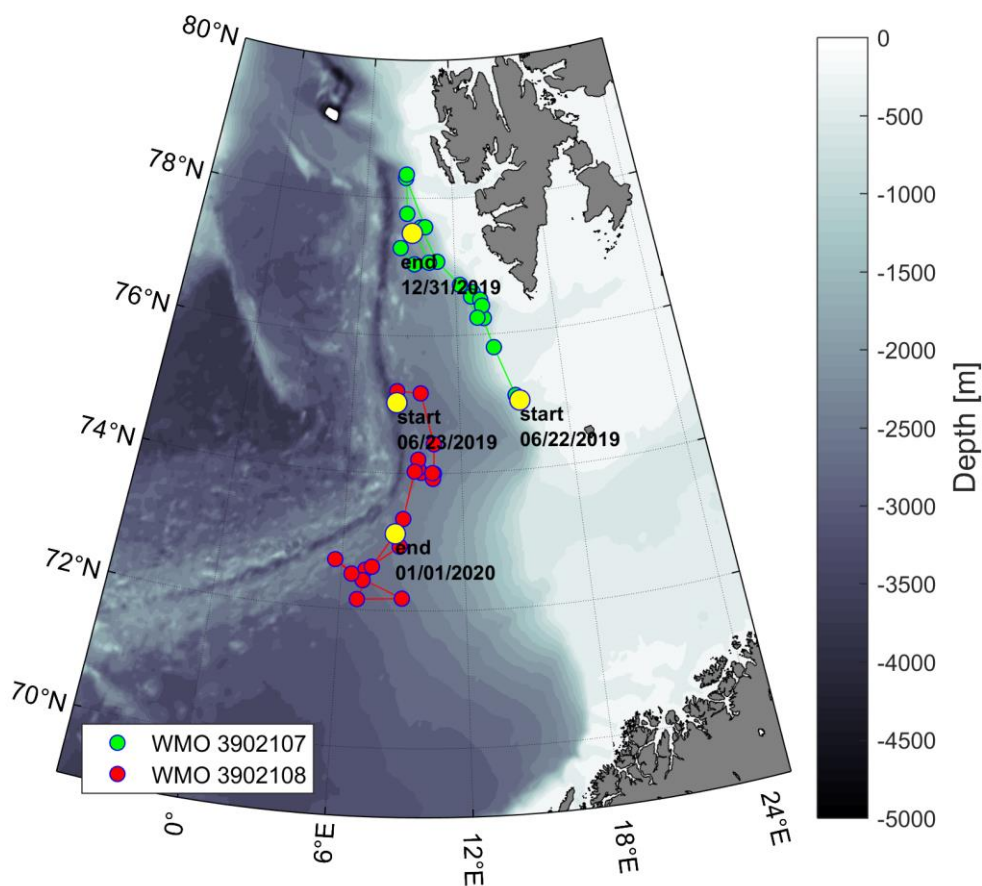 80°N
78°N
76°N
74°N
72°N
70°N
end
12/31/2019
start
06/23/2019
start
06/22/2019
end
01/01/2020
WMO 3902107
WMO 3902108
0°
6°E
12°E
18°E
24°E
0
-500
-1000
-1500
-2000
-2500
-3000
-3500
-4000
-4500
-5000
Depth [m]